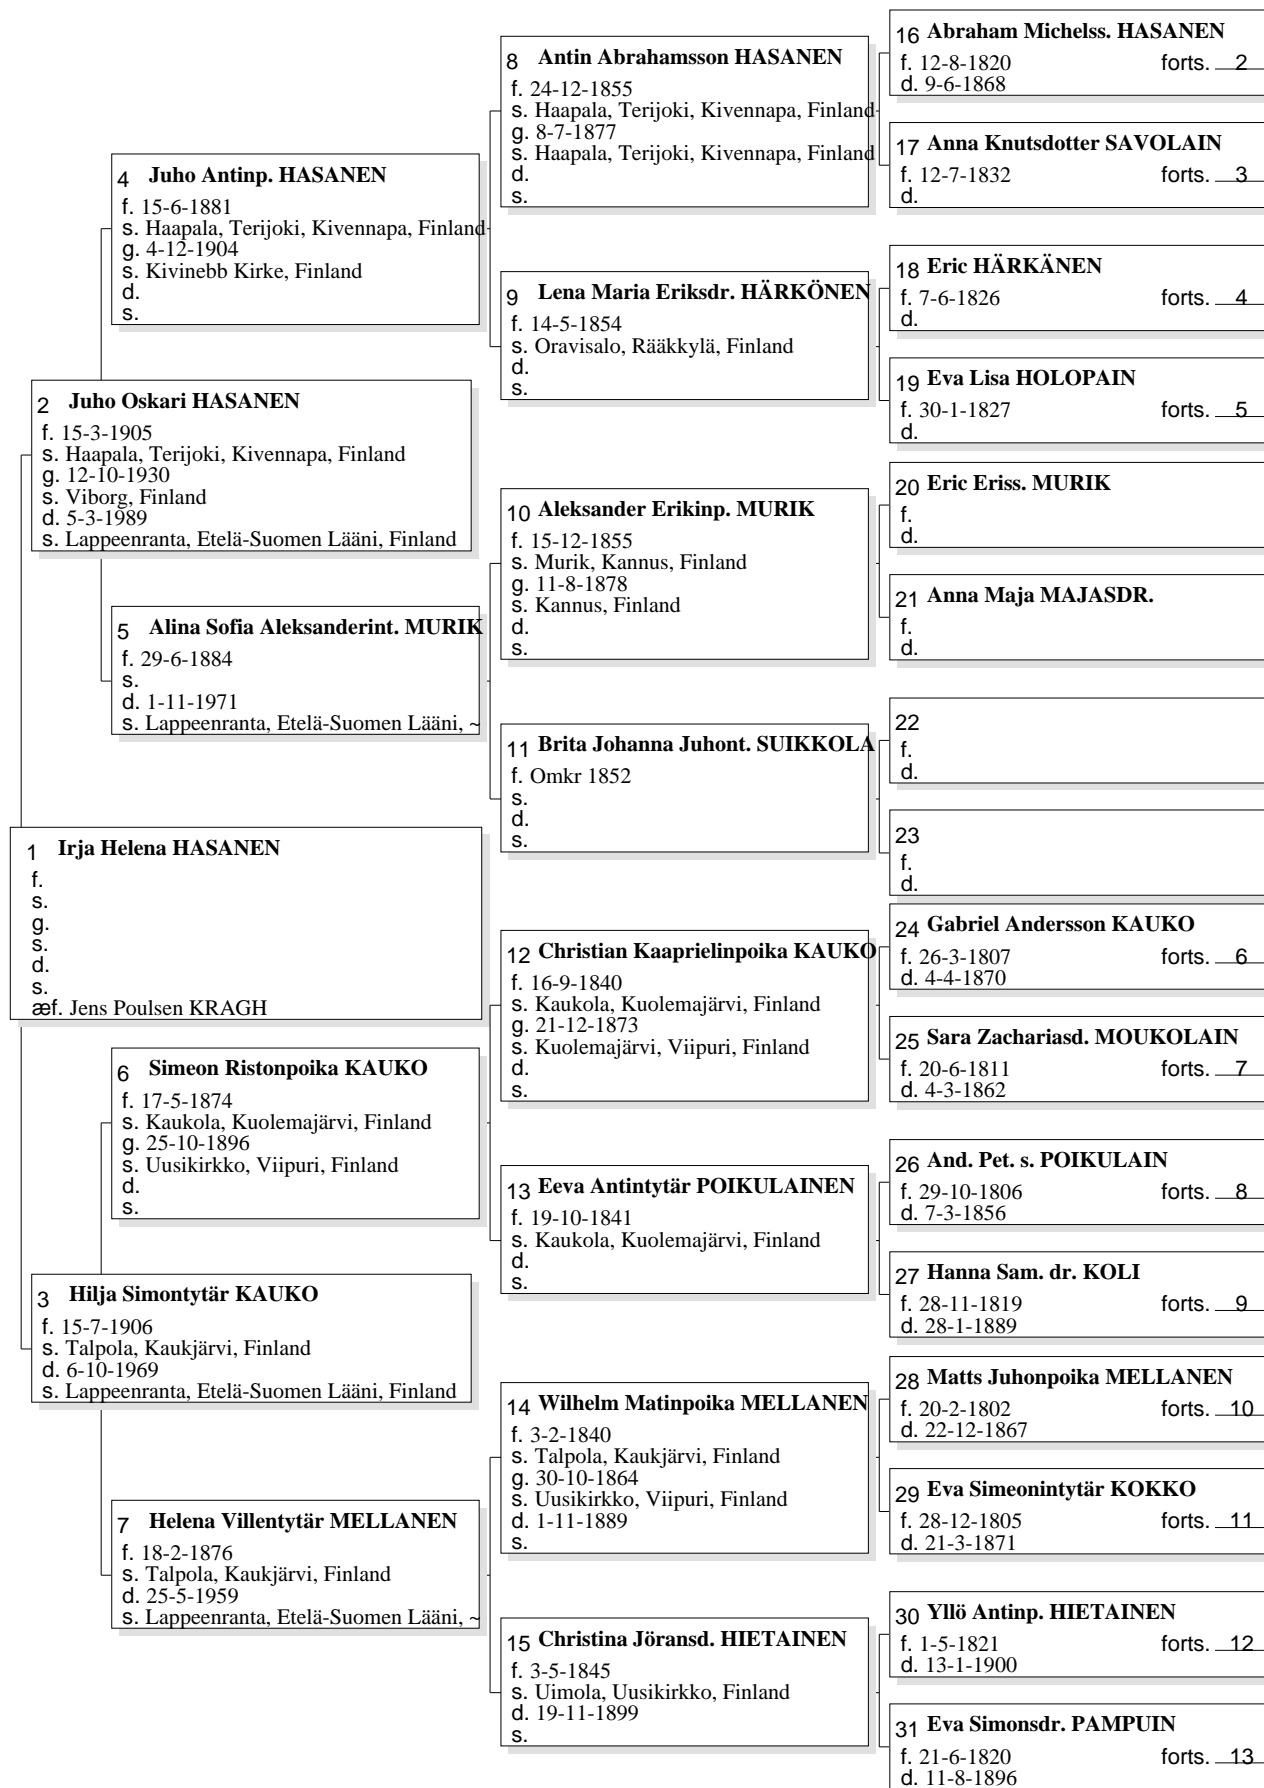 1 Irja Helena HASANEN
f.
s.
g.
s.
d.
s.
æf. Jens Poulsen KRAGH
2 Juho Oskari HASANEN
f. 15-3-1905
s. Haapala, Terijoki, Kivennapa, Finland
g. 12-10-1930
s. Viborg, Finland
d. 5-3-1989
s. Lappeenranta, Etelä-Suomen Lääni, Finland
3 Hilja Simontytär KAUKO
f. 15-7-1906
s. Talpola, Kaukjärvi, Finland
d. 6-10-1969
s. Lappeenranta, Etelä-Suomen Lääni, Finland
4 Juho Antinp. HASANEN
f. 15-6-1881
s. Haapala, Terijoki, Kivennapa, Finland
g. 4-12-1904
s. Kivinebb Kirke, Finland
d.
s.
5 Alina Sofia Aleksanderint. MURIK
f. 29-6-1884
s.
d. 1-11-1971
s. Lappeenranta, Etelä-Suomen Lääni, ~
6 Simeon Ristonpoika KAUKO
f. 17-5-1874
s. Kaukola, Kuolemajärvi, Finland
g. 25-10-1896
s. Uusikirkko, Viipuri, Finland
d.
s.
7 Helena Villentytär MELLANEN
f. 18-2-1876
s. Talpola, Kaukjärvi, Finland
d. 25-5-1959
s. Lappeenranta, Etelä-Suomen Lääni, ~
8 Antin Abrahamsson HASANEN
f. 24-12-1855
s. Haapala, Terijoki, Kivennapa, Finland
g. 8-7-1877
s. Haapala, Terijoki, Kivennapa, Finland
d.
s.
9 Lena Maria Eriksdr. HÄRKÖNEN
f. 14-5-1854
s. Oravisalo, Rääkkylä, Finland
d.
s.
10 Aleksander Erikinp. MURIK
f. 15-12-1855
s. Murik, Kannus, Finland
g. 11-8-1878
s. Kannus, Finland
d.
s.
11 Brita Johanna Juhont. SUIKKOLA
f. Omkr 1852
s.
d.
s.
12 Christian Kaaprielinpoika KAUKO
f. 16-9-1840
s. Kaukola, Kuolemajärvi, Finland
g. 21-12-1873
s. Kuolemajärvi, Viipuri, Finland
d.
s.
13 Eeva Antintytär POIKULAINEN
f. 19-10-1841
s. Kaukola, Kuolemajärvi, Finland
d.
s.
14 Wilhelm Matinpoika MELLANEN
f. 3-2-1840
s. Talpola, Kaukjärvi, Finland
g. 30-10-1864
s. Uusikirkko, Viipuri, Finland
d. 1-11-1889
s.
15 Christina Jöransd. HIETAINEN
f. 3-5-1845
s. Uimola, Uusikirkko, Finland
d. 19-11-1899
s.
16 Abraham Michelss. HASANEN
f. 12-8-1820 forts. 2
d. 9-6-1868
17 Anna Knutsdotter SAVOLAIN
f. 12-7-1832 forts. 3
d.
18 Eric HÄRKÄNEN
f. 7-6-1826 forts. 4
d.
19 Eva Lisa HOLOPAIN
f. 30-1-1827 forts. 5
d.
20 Eric Eriss. MURIK
f.
d.
21 Anna Maja MAJASDR.
f.
d.
22
f.
d.
23
f.
d.
24 Gabriel Andersson KAUKO
f. 26-3-1807 forts. 6
d. 4-4-1870
25 Sara Zachariasd. MOUKOLAIN
f. 20-6-1811 forts. 7
d. 4-3-1862
26 And. Pet. s. POIKULAIN
f. 29-10-1806 forts. 8
d. 7-3-1856
27 Hanna Sam. dr. KOLI
f. 28-11-1819 forts. 9
d. 28-1-1889
28 Matts Juhonpoika MELLANEN
f. 20-2-1802 forts. 10
d. 22-12-1867
29 Eva Simeonintytär KOKKO
f. 28-12-1805 forts. 11
d. 21-3-1871
30 Yllö Antinp. HIETAINEN
f. 1-5-1821 forts. 12
d. 13-1-1900
31 Eva Simonsdr. PAMPUIN
f. 21-6-1820 forts. 13
d. 11-8-1896